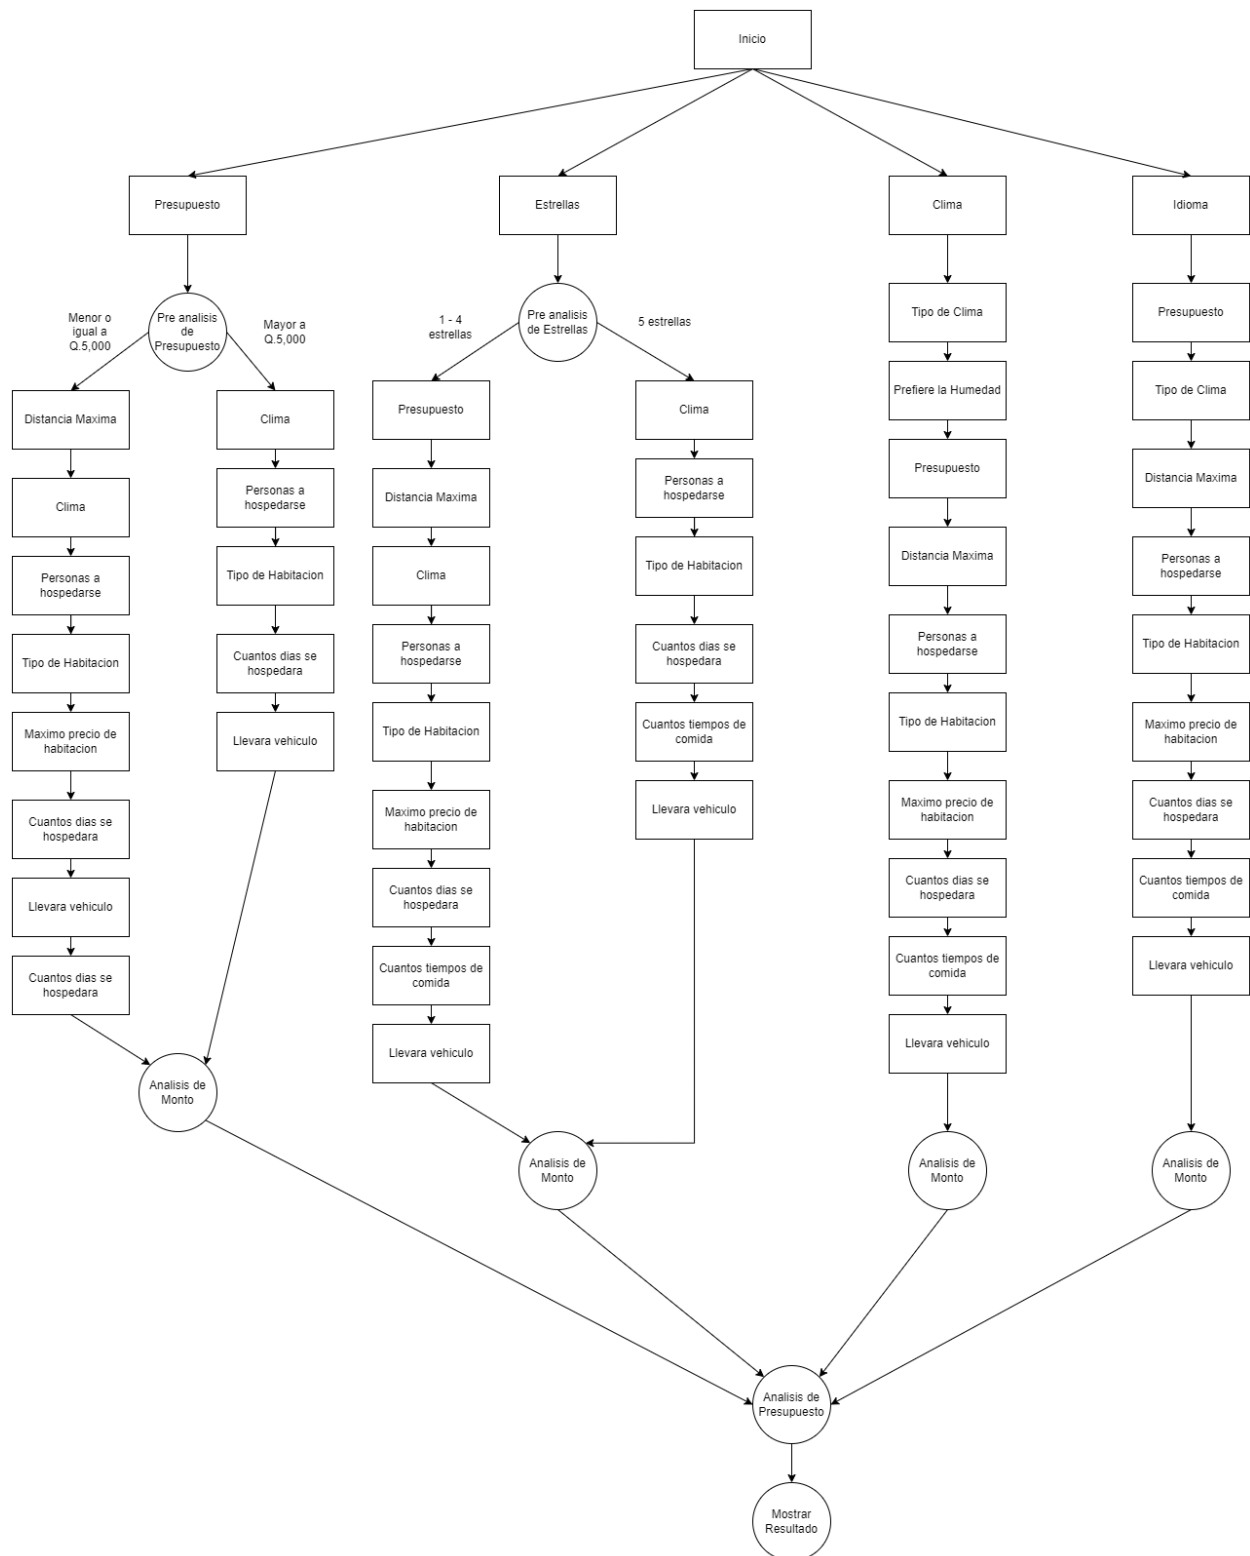 Inicio
Presupuesto
Estrellas
Clima
Idioma
Pre analisis
de
Presupuesto
Menor o
igual a
Q.5,000
Mayor a
Q.5,000
Distancia Maxima
Clima
Personas a
hospedarse
Tipo de Habitacion
Maximo precio de
habitacion
Cuantos dias se
hospedara
Llevara vehiculo
Cuantos dias se
hospedara
Clima
Personas a
hospedarse
Tipo de Habitacion
Cuantos dias se
hospedara
Llevara vehiculo
Analisis de
Monto
Pre analisis
de Estrellas
1 - 4
estrellas
5 estrellas
Presupuesto
Distancia Maxima
Clima
Personas a
hospedarse
Tipo de Habitacion
Maximo precio de
habitacion
Cuantos dias se
hospedara
Cuantos tiempos de
comida
Llevara vehiculo
Clima
Personas a
hospedarse
Tipo de Habitacion
Cuantos dias se
hospedara
Cuantos tiempos de
comida
Llevara vehiculo
Analisis de
Monto
Tipo de Clima
Prefiere la Humedad
Presupuesto
Distancia Maxima
Personas a
hospedarse
Tipo de Habitacion
Maximo precio de
habitacion
Cuantos dias se
hospedara
Cuantos tiempos de
comida
Llevara vehiculo
Analisis de
Monto
Presupuesto
Tipo de Clima
Distancia Maxima
Personas a
hospedarse
Tipo de Habitacion
Maximo precio de
habitacion
Cuantos dias se
hospedara
Cuantos tiempos de
comida
Llevara vehiculo
Analisis de
Monto
Analisis de
Presupuesto
Mostrar
Resultado